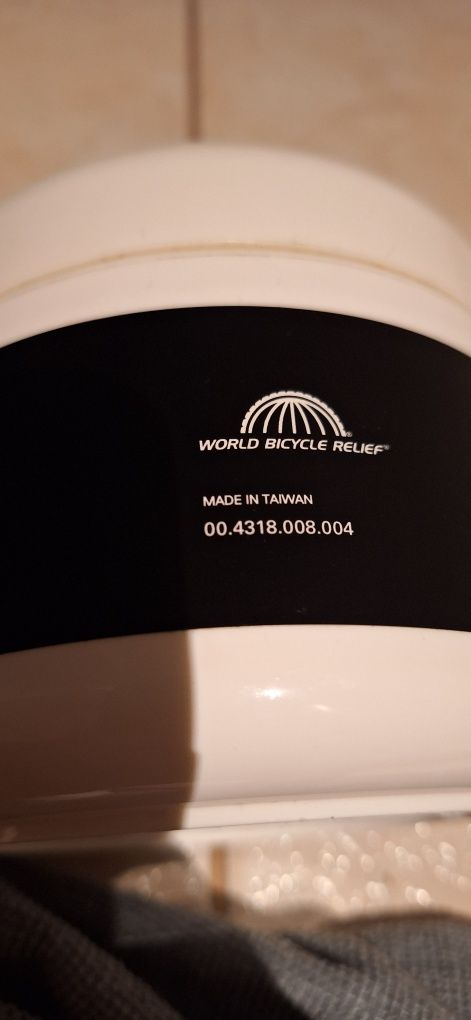 WORLD BICYCLE RELIEF®
MADE IN TAIWAN
00.4318.008.004